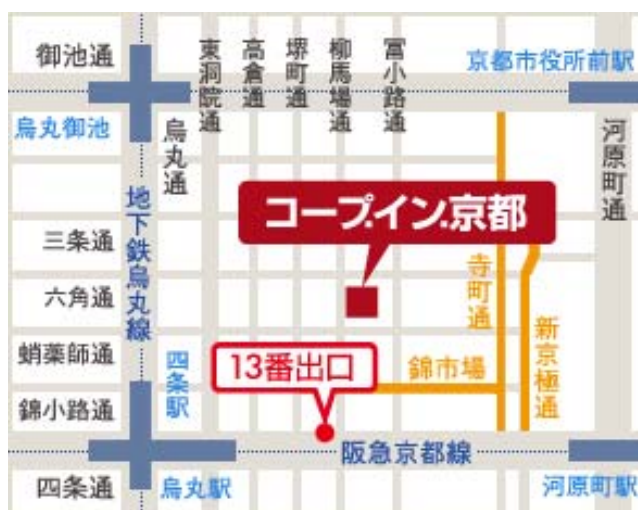 御池通
東洞院通
高倉通
堺町通
柳馬場通
冨小路通
京都市役所前駅
烏丸御池
烏丸通
河原町通
地下鉄烏丸線
コープ.イン.京都
三条通
六角通
寺町通
新京極通
蛸薬師通
四条駅
13番出口
錦市場
錦小路通
阪急京都線
四条通
烏丸駅
河原町駅